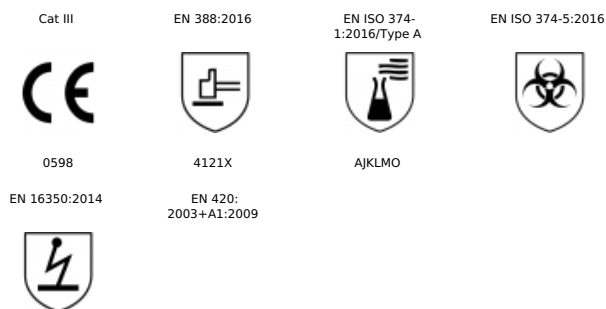 Cat III
EN 388:2016
EN ISO 374-
1:2016/Type A
EN ISO 374-5:2016
CE
0598
4121X
AJKLMO
EN 16350:2014
EN 420:
2003+A1:2009